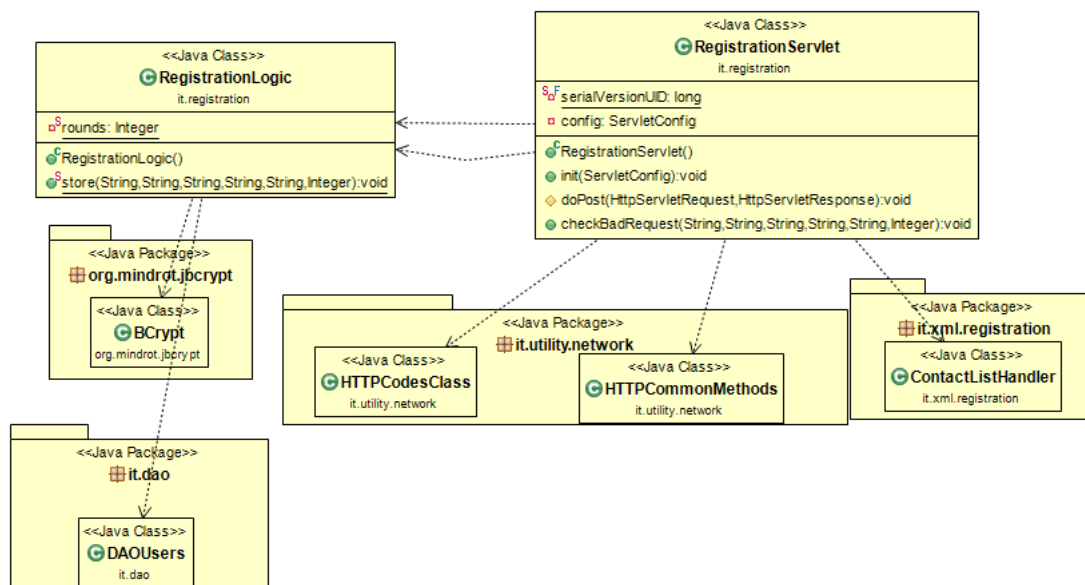 <<Java Class>>
RegistrationLogic
it.registration
rounds: Integer
RegistrationLogic()
store(String,String,String,String,String,Integer):void
<<Java Class>>
RegistrationServlet
it.registration
serialVersionUID: long
config: ServletConfig
RegistrationServlet()
init(ServletConfig):void
doPost(HttpServletRequest,HttpServletResponse):void
checkBadRequest(String,String,String,String,String,Integer):void
<<Java Package>>
org.mindrot.jbcrypt
<<Java Class>>
BCrypt
org.mindrot.jbcrypt
<<Java Package>>
it.utility.network
<<Java Class>>
HTTPCodesClass
it.utility.network
<<Java Class>>
HTTPCommonMethods
it.utility.network
<<Java Package>>
it.xml.registration
<<Java Class>>
ContactListHandler
it.xml.registration
<<Java Package>>
it.dao
<<Java Class>>
DAOUsers
it.dao